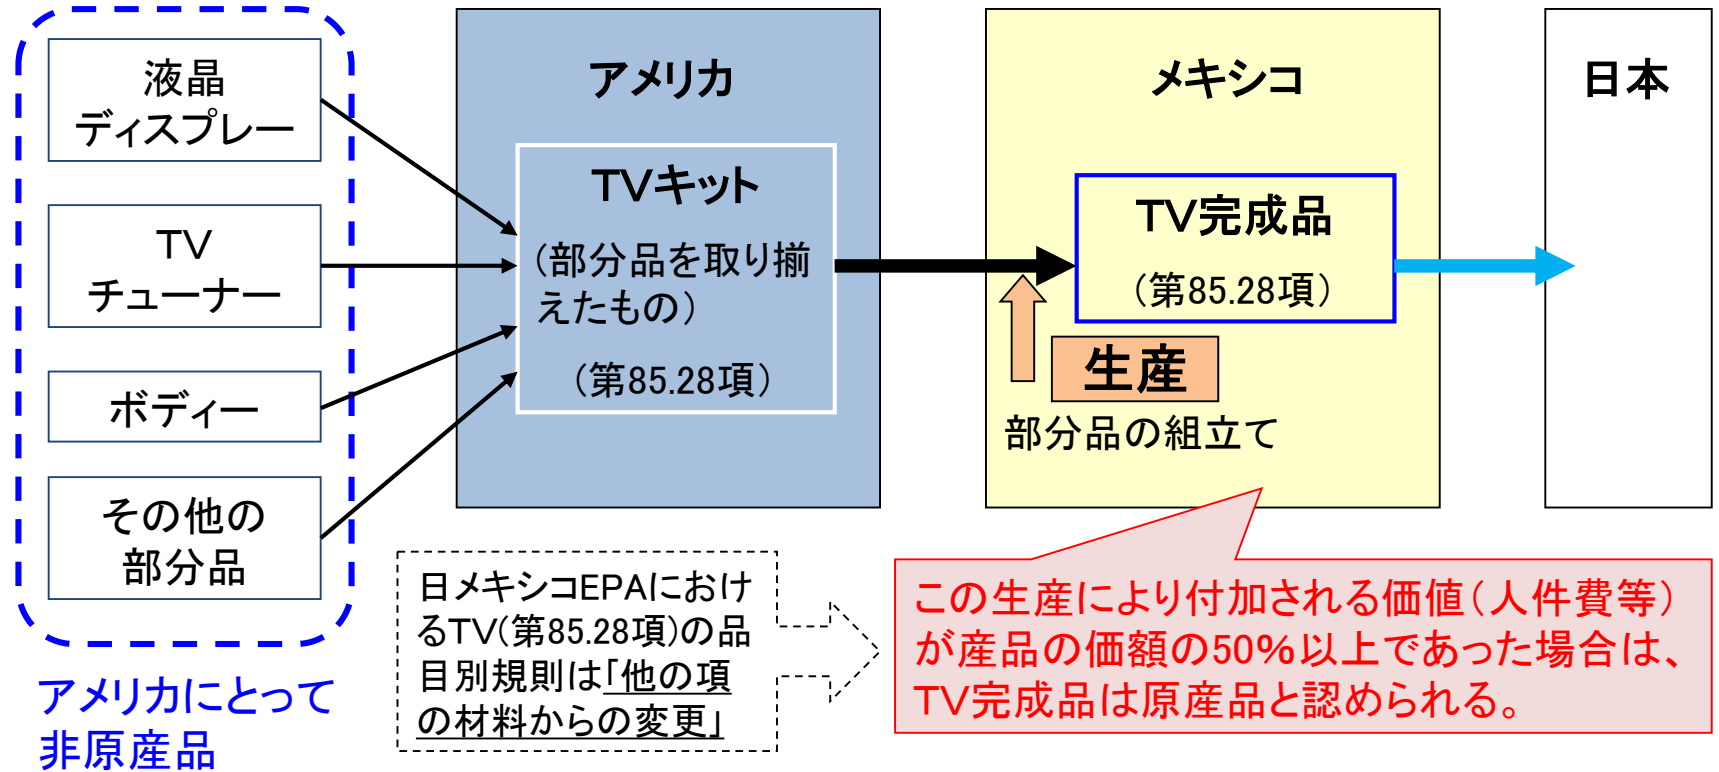 液晶
ディスプレー
TV
チューナー
ボディー
その他の
部分品
アメリカにとって
非原産品
アメリカ
TVキット
(部分品を取り揃
えたもの)
(第85.28項)
メキシコ
TV完成品
(第85.28項)
生産
部分品の組立て
日本
日メキシコEPAにおけ
るTV(第85.28項)の品
目別規則は「他の項
の材料からの変更」
この生産により付加される価値(人件費等)
が産品の価額の50%以上であった場合は、
TV完成品は原産品と認められる。